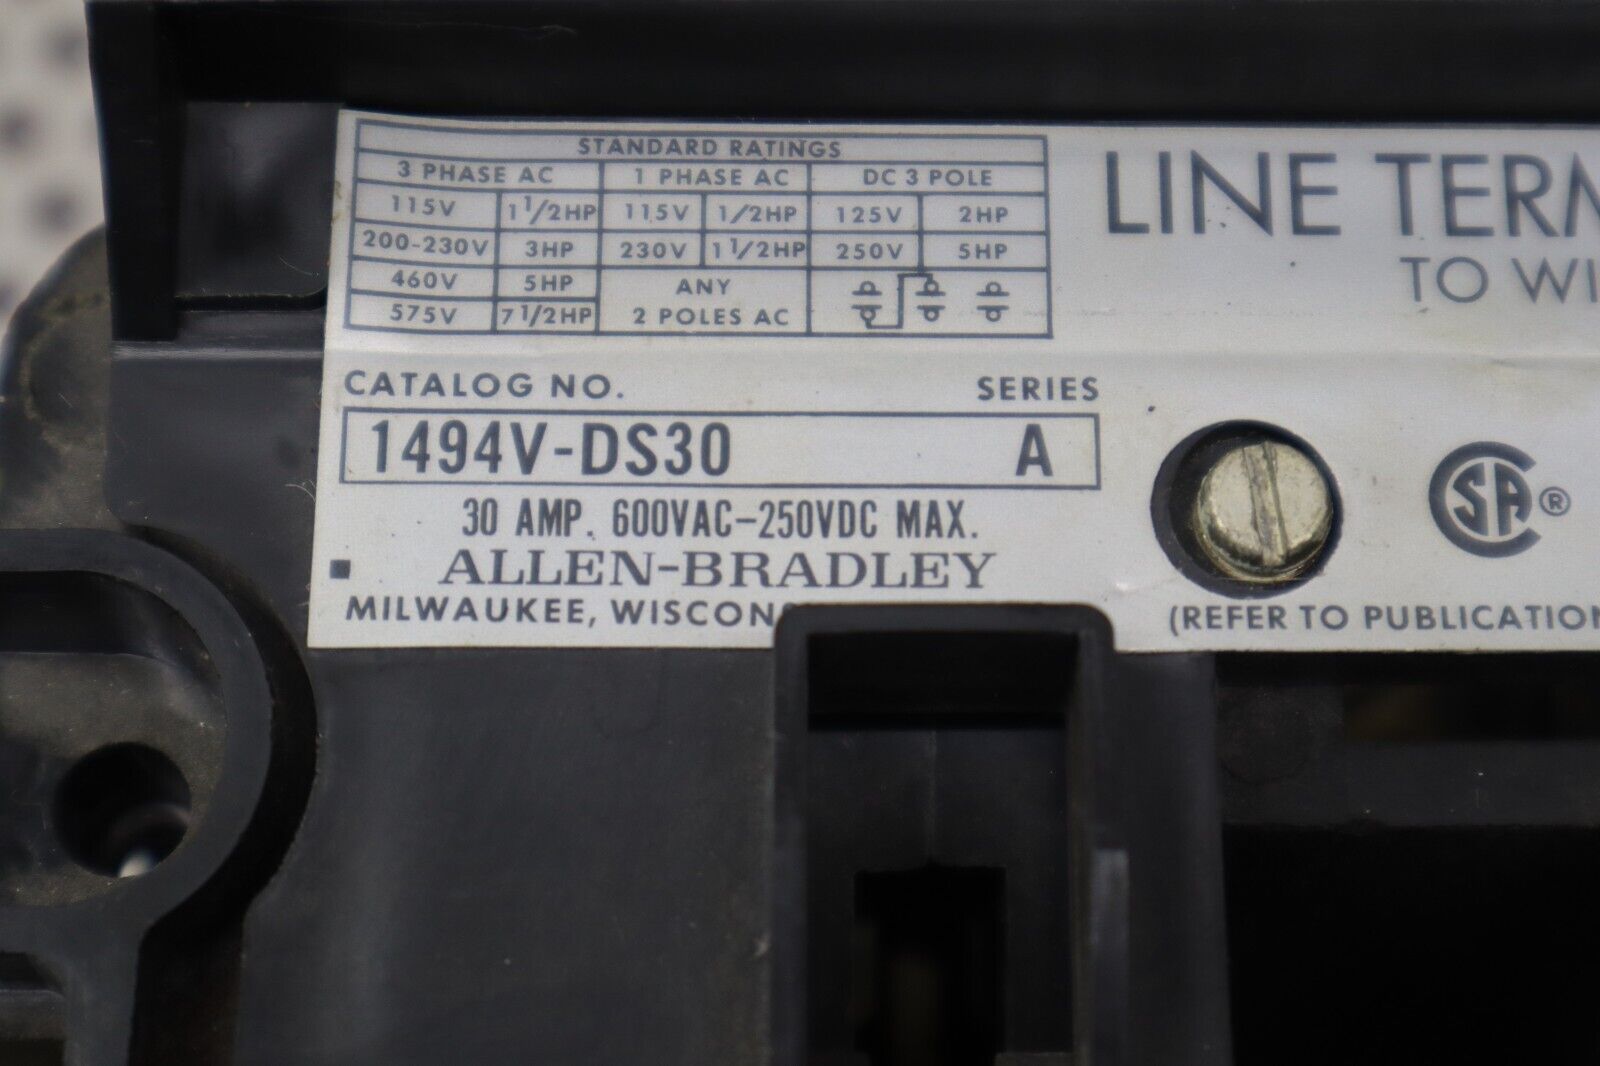 STANDARD RATINGS
3 PHASE AC 1 PHASE AC DC 3 POLE
115V 1 1/2HP 115V 1/2HP 125V 2HP
200-230V 3HP 230V 1 1/2HP 250V 5HP
460V 5HP ANY
575V 7 1/2HP 2 POLES AC
LINE TERM
TO WI
CATALOG NO. SERIES
1494V-DS30 A
30 AMP. 600VAC-250VDC MAX.
ALLEN-BRADLEY
MILWAUKEE, WISCON
SA ®
(REFER TO PUBLICATION